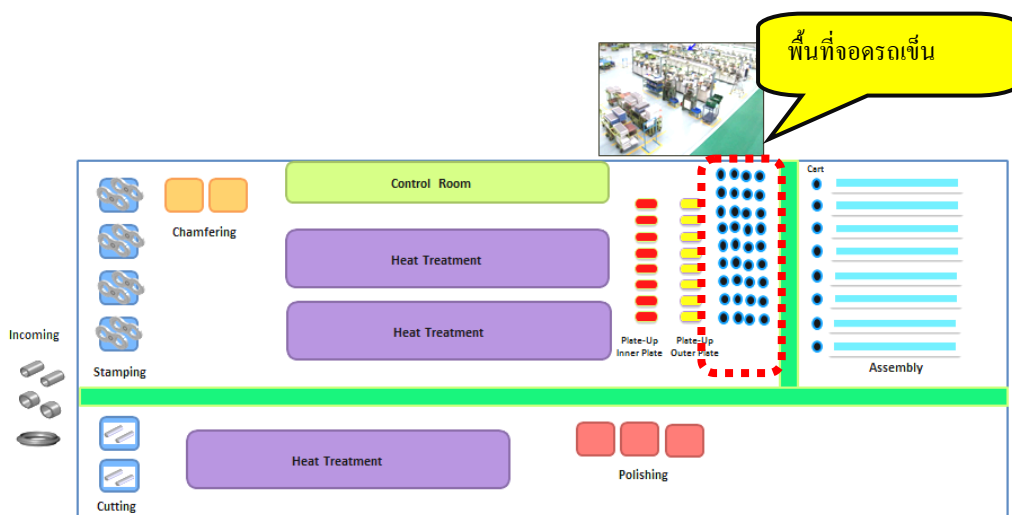 พื้นที่จอดรถเข็น
Control Room
Cart
Chamfering
Heat Treatment
Heat Treatment
Incoming
Plate-Up
Inner Plate
Plate-Up
Outer Plate
Stamping
Assembly
Heat Treatment
Polishing
Cutting